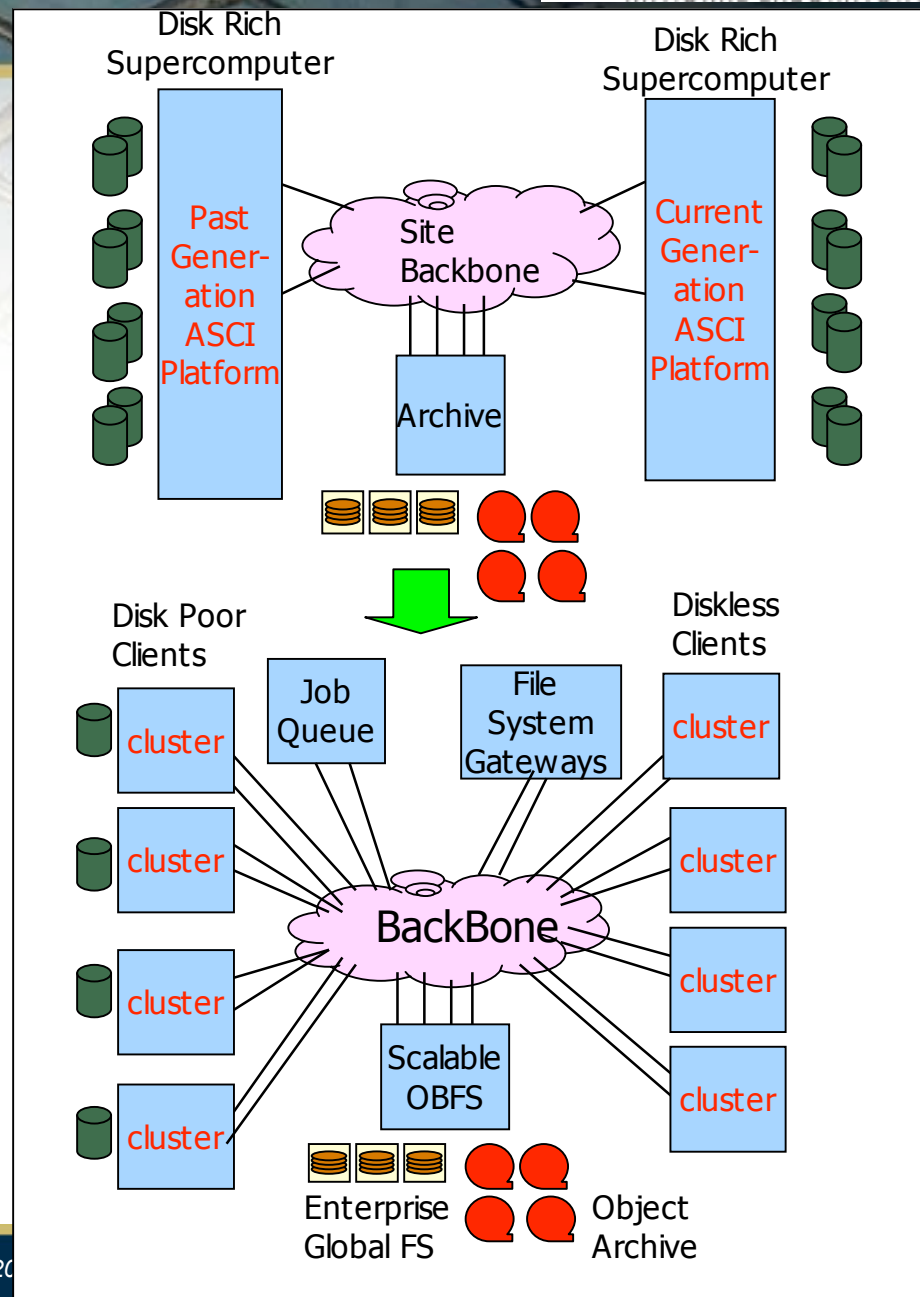 Disk Rich
Supercomputer
Disk Rich
Supercomputer
Past
Gener-
ation
ASCI
Platform
Site
Backbone
Current
Gener-
ation
ASCI
Platform
Archive
Disk Poor
Clients
Diskless
Clients
Job
Queue
File
System
Gateways
cluster
cluster
cluster
cluster
cluster
cluster
cluster
cluster
BackBone
Scalable
OBFS
Enterprise
Global FS
Object
Archive